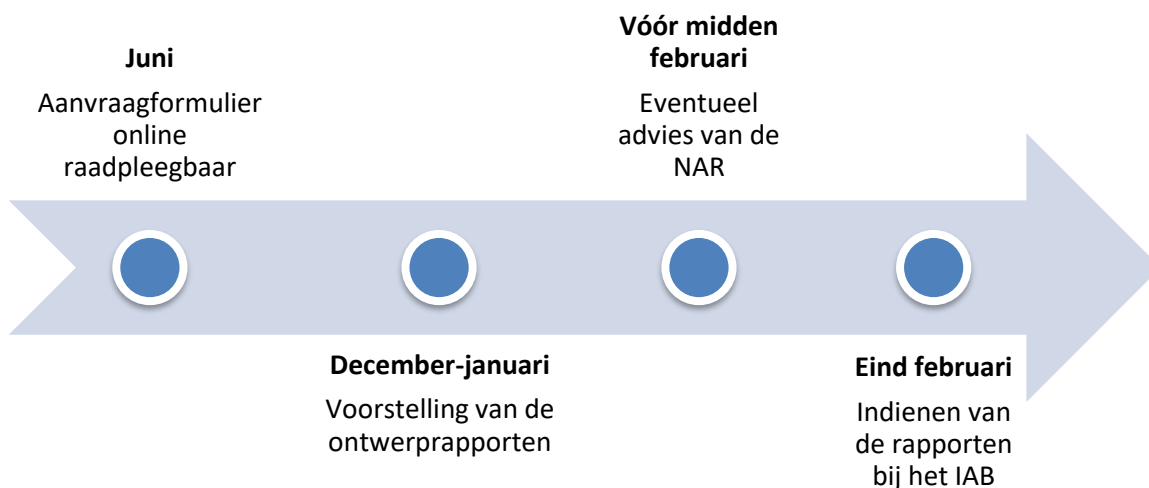 Juni
Aanvraagformulier
online
raadpleegbaar
December-januari
Voorstelling van de
ontwerprapporten
Vóór midden
februari
Eventueel
advies van de
NAR
Eind februari
Indienen van
de rapporten
bij het IAB